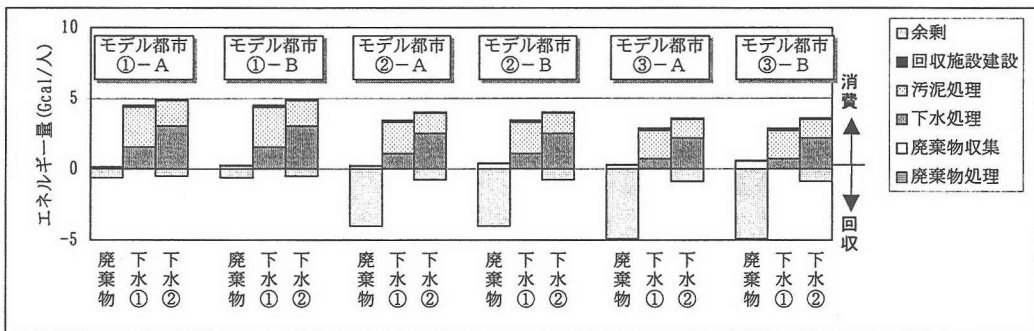 10
5
0
-5
エネルギー量(Gcal/人)
モデル都市
①-A
モデル都市
①-B
モデル都市
②-A
モデル都市
②-B
モデル都市
③-A
モデル都市
③-B
消費
回収
廃棄物
下水①
下水②
廃棄物
下水①
下水②
廃棄物
下水①
下水②
廃棄物
下水①
下水②
廃棄物
下水①
下水②
廃棄物
下水①
下水②
余剰
回収施設建設
汚泥処理
下水処理
廃棄物収集
廃棄物処理